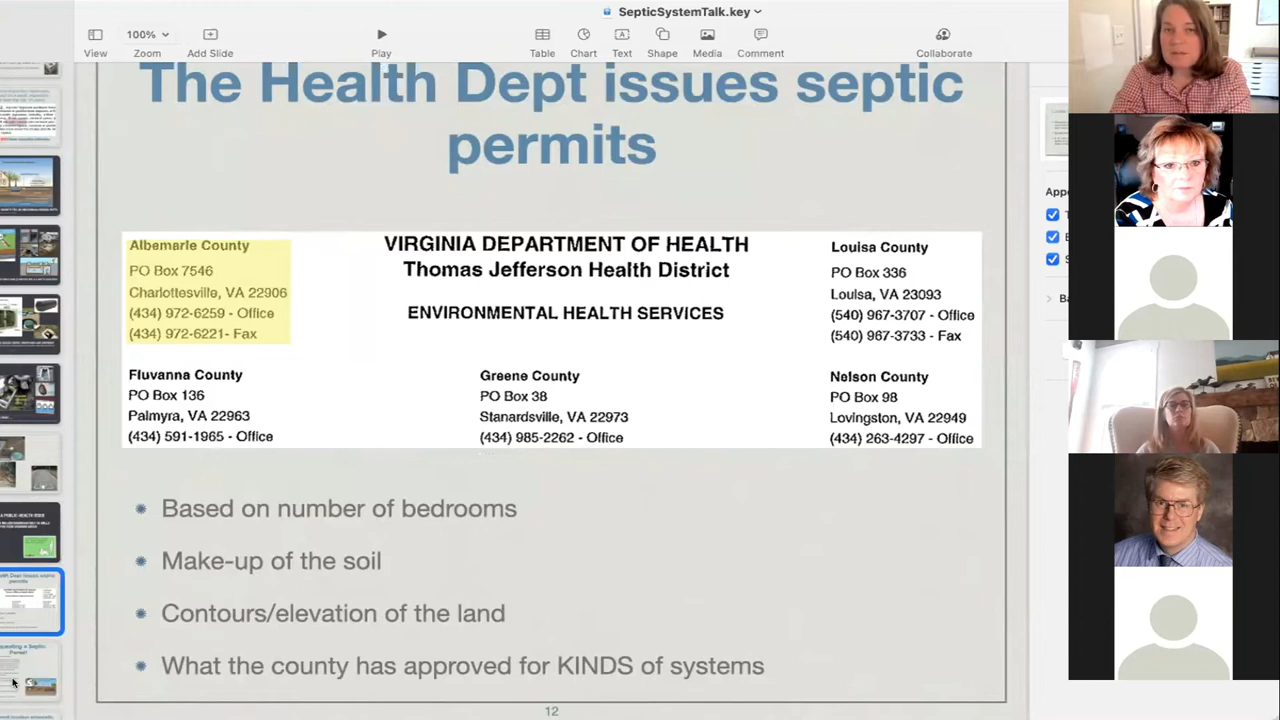 SepticSystemTalk.key
100%
View
Zoom
Add Slide
Play
Table
Chart
Text
Shape
Media
Comment
Collaborate
The Health Dept issues septic
permits
Albemarle County
PO Box 7546
Charlottesville, VA 22906
(434) 972-6259 - Office
(434) 972-6221- Fax
VIRGINIA DEPARTMENT OF HEALTH
Thomas Jefferson Health District
ENVIRONMENTAL HEALTH SERVICES
Louisa County
PO Box 336
Louisa, VA 23093
(540) 967-3707 - Office
(540) 967-3733 - Fax
Fluvanna County
PO Box 136
Palmyra, VA 22963
(434) 591-1965 - Office
Greene County
PO Box 38
Stanardsville, VA 22973
(434) 985-2262 - Office
Nelson County
PO Box 98
Lovingston, VA 22949
(434) 263-4297 - Office
Based on number of bedrooms
Make-up of the soil
Contours/elevation of the land
What the county has approved for KINDS of systems
12